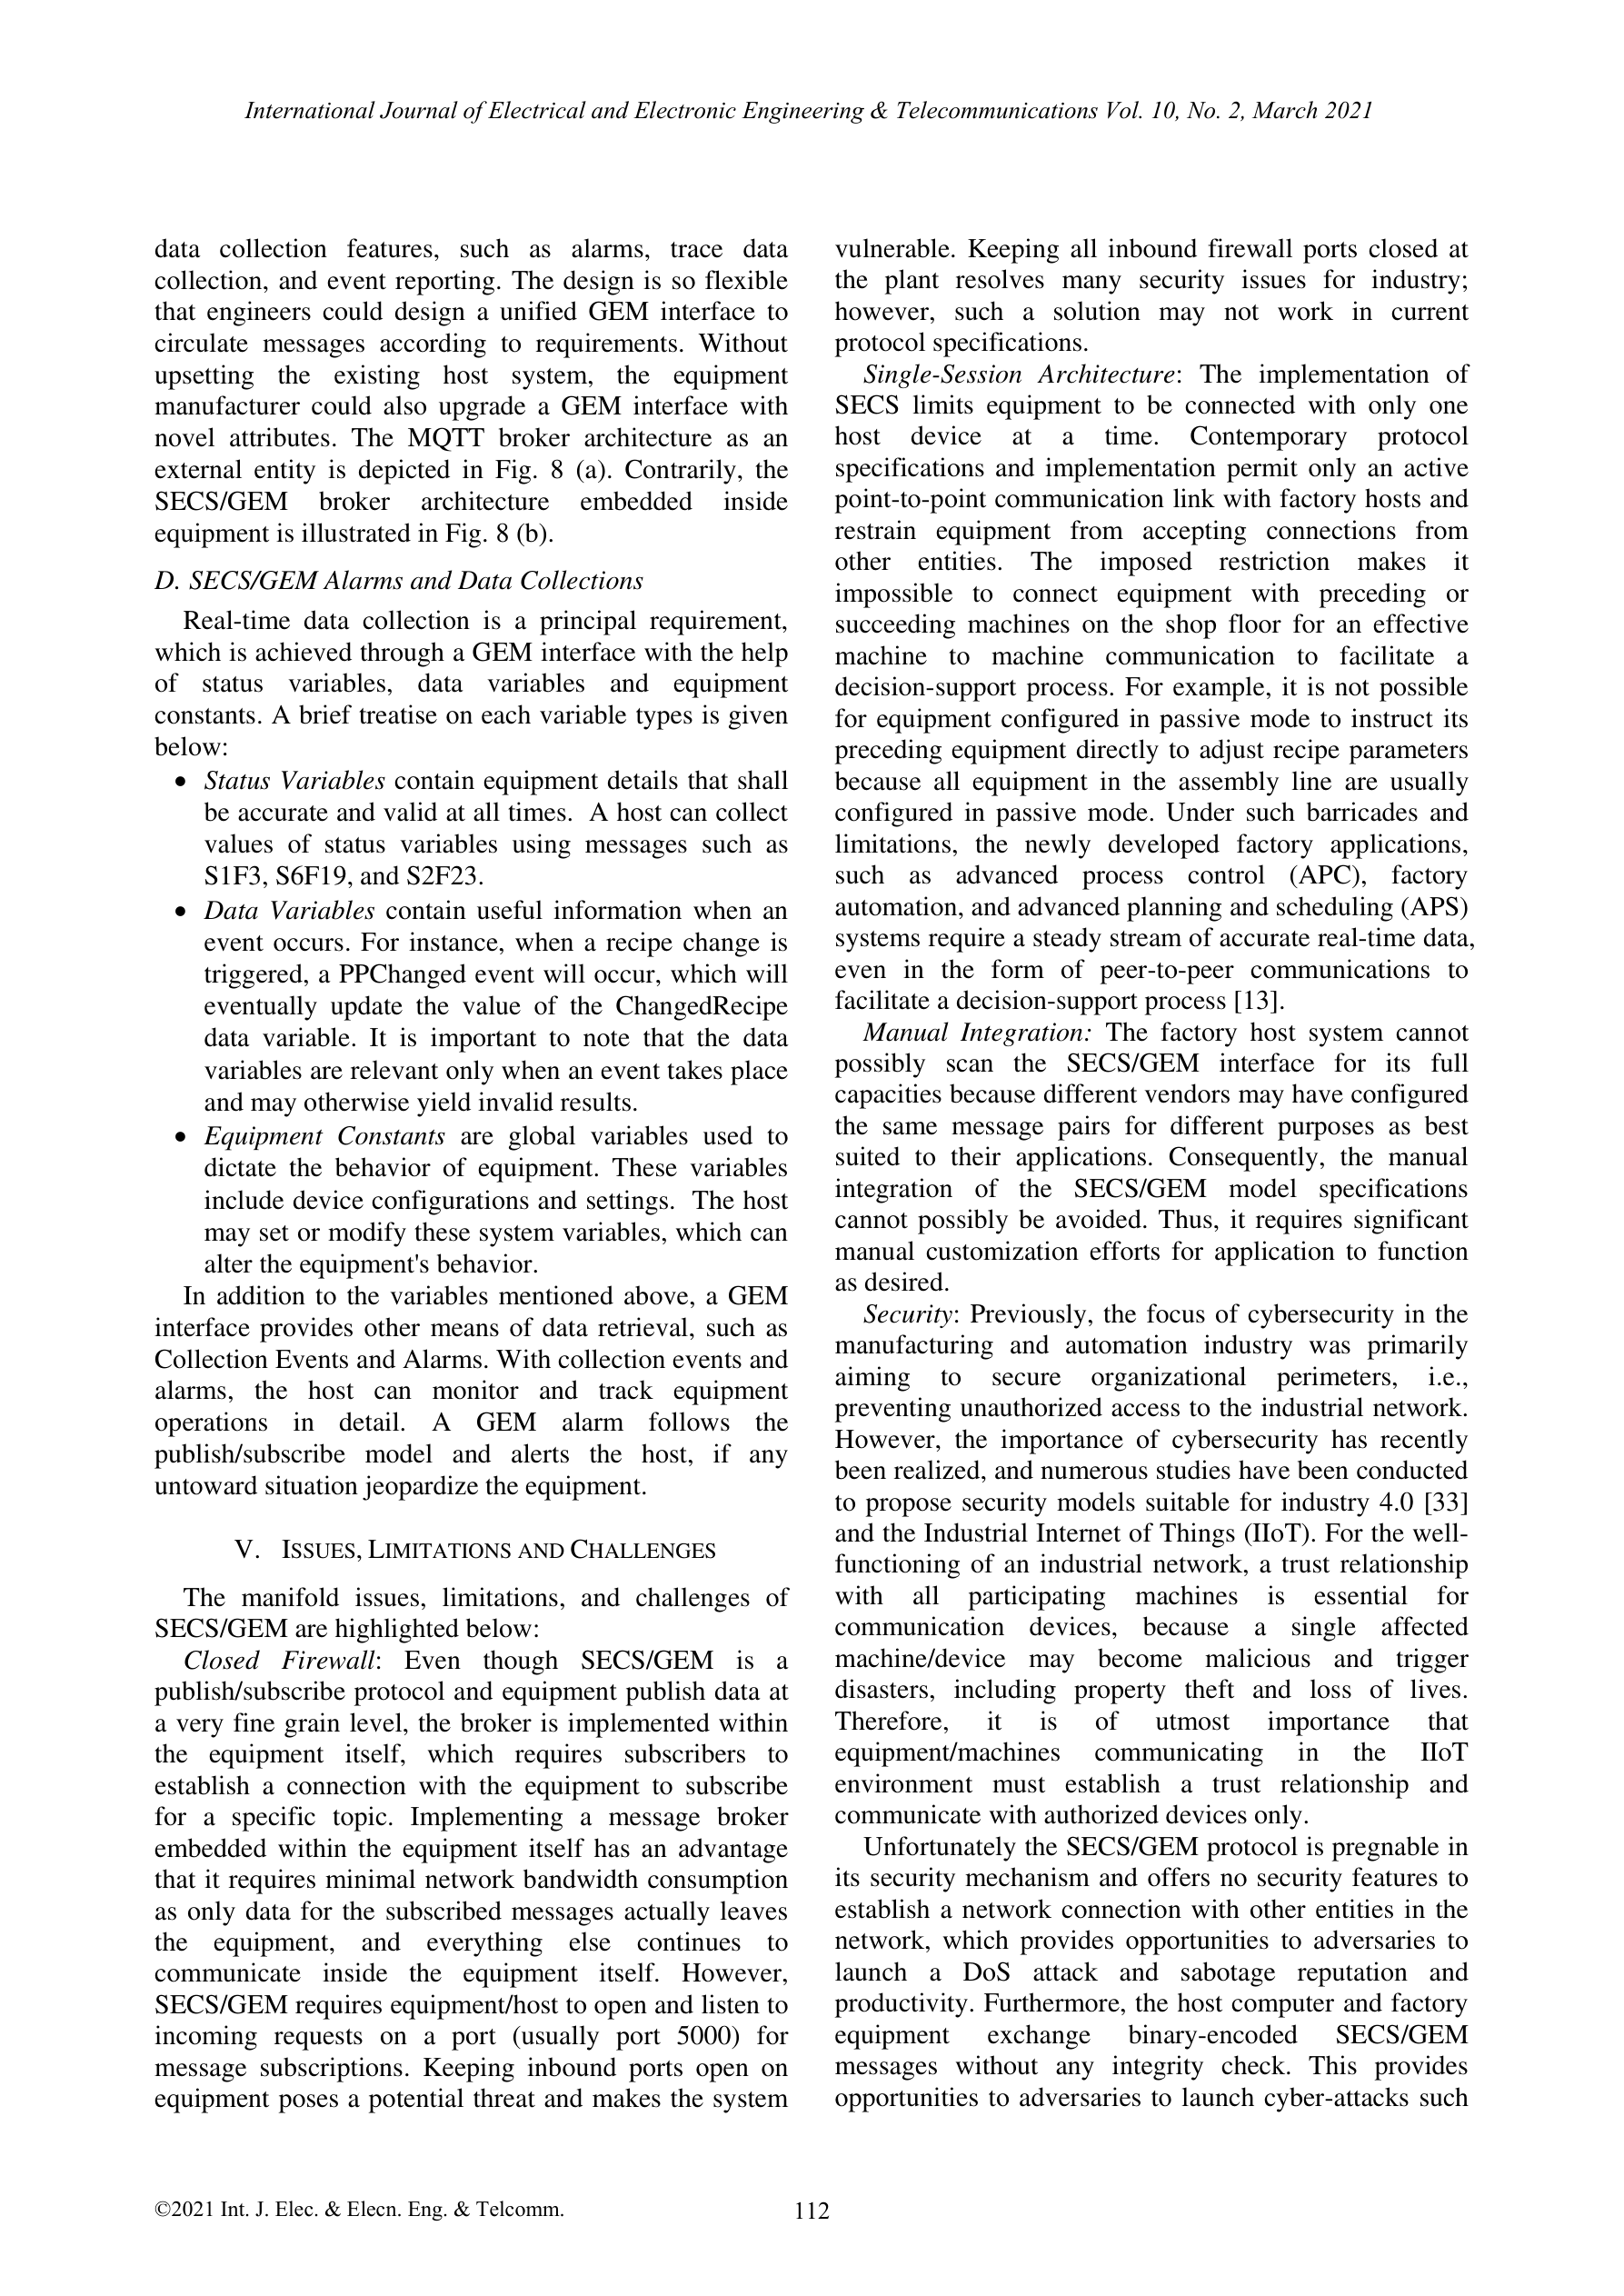 International Journal of Electrical and Electronic Engineering & Telecommunications Vol. 10, No. 2, March 2021
data collection features, such as alarms, trace data
collection, and event reporting. The design is so flexible
that engineers could design a unified GEM interface to
circulate messages according to requirements. Without
upsetting the existing host system, the equipment
manufacturer could also upgrade a GEM interface with
novel attributes. The MQTT broker architecture as an
external entity is depicted in Fig. 8 (a). Contrarily, the
SECS/GEM broker architecture embedded inside
equipment is illustrated in Fig. 8 (b).
D. SECS/GEM Alarms and Data Collections
Real-time data collection is a principal requirement,
which is achieved through a GEM interface with the help
of status variables, data variables and equipment
constants. A brief treatise on each variable types is given
below:
• Status Variables contain equipment details that shall
be accurate and valid at all times. A host can collect
values of status variables using messages such as
S1F3, S6F19, and S2F23.
• Data Variables contain useful information when an
event occurs. For instance, when a recipe change is
triggered, a PPChanged event will occur, which will
eventually update the value of the ChangedRecipe
data variable. It is important to note that the data
variables are relevant only when an event takes place
and may otherwise yield invalid results.
• Equipment Constants are global variables used to
dictate the behavior of equipment. These variables
include device configurations and settings. The host
may set or modify these system variables, which can
alter the equipment's behavior.
In addition to the variables mentioned above, a GEM
interface provides other means of data retrieval, such as
Collection Events and Alarms. With collection events and
alarms, the host can monitor and track equipment
operations in detail. A GEM alarm follows the
publish/subscribe model and alerts the host, if any
untoward situation jeopardize the equipment.
V. ISSUES, LIMITATIONS AND CHALLENGES
The manifold issues, limitations, and challenges of
SECS/GEM are highlighted below:
Closed Firewall: Even though SECS/GEM is a
publish/subscribe protocol and equipment publish data at
a very fine grain level, the broker is implemented within
the equipment itself, which requires subscribers to
establish a connection with the equipment to subscribe
for a specific topic. Implementing a message broker
embedded within the equipment itself has an advantage
that it requires minimal network bandwidth consumption
as only data for the subscribed messages actually leaves
the equipment, and everything else continues to
communicate inside the equipment itself. However,
SECS/GEM requires equipment/host to open and listen to
incoming requests on a port (usually port 5000) for
message subscriptions. Keeping inbound ports open on
equipment poses a potential threat and makes the system
vulnerable. Keeping all inbound firewall ports closed at
the plant resolves many security issues for industry;
however, such a solution may not work in current
protocol specifications.
Single-Session Architecture: The implementation of
SECS limits equipment to be connected with only one
host device at a time. Contemporary protocol
specifications and implementation permit only an active
point-to-point communication link with factory hosts and
restrain equipment from accepting connections from
other entities. The imposed restriction makes it
impossible to connect equipment with preceding or
succeeding machines on the shop floor for an effective
machine to machine communication to facilitate a
decision-support process. For example, it is not possible
for equipment configured in passive mode to instruct its
preceding equipment directly to adjust recipe parameters
because all equipment in the assembly line are usually
configured in passive mode. Under such barricades and
limitations, the newly developed factory applications,
such as advanced process control (APC), factory
automation, and advanced planning and scheduling (APS)
systems require a steady stream of accurate real-time data,
even in the form of peer-to-peer communications to
facilitate a decision-support process [13].
Manual Integration: The factory host system cannot
possibly scan the SECS/GEM interface for its full
capacities because different vendors may have configured
the same message pairs for different purposes as best
suited to their applications. Consequently, the manual
integration of the SECS/GEM model specifications
cannot possibly be avoided. Thus, it requires significant
manual customization efforts for application to function
as desired.
Security: Previously, the focus of cybersecurity in the
manufacturing and automation industry was primarily
aiming to secure organizational perimeters, i.e.,
preventing unauthorized access to the industrial network.
However, the importance of cybersecurity has recently
been realized, and numerous studies have been conducted
to propose security models suitable for industry 4.0 [33]
and the Industrial Internet of Things (IIoT). For the well-
functioning of an industrial network, a trust relationship
with all participating machines is essential for
communication devices, because a single affected
machine/device may become malicious and trigger
disasters, including property theft and loss of lives.
Therefore, it is of utmost importance that
equipment/machines communicating in the IIoT
environment must establish a trust relationship and
communicate with authorized devices only.
Unfortunately the SECS/GEM protocol is pregnable in
its security mechanism and offers no security features to
establish a network connection with other entities in the
network, which provides opportunities to adversaries to
launch a DoS attack and sabotage reputation and
productivity. Furthermore, the host computer and factory
equipment exchange binary-encoded SECS/GEM
messages without any integrity check. This provides
opportunities to adversaries to launch cyber-attacks such
©2021 Int. J. Elec. & Elecn. Eng. & Telcomm.
112